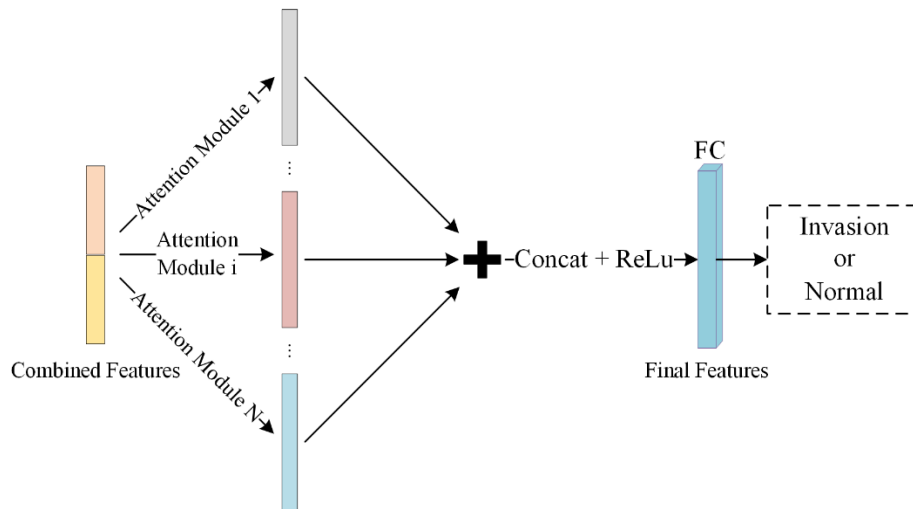 Attention Module 1
⋮
Attention
Module i
⋮
Attention Module N
Combined Features
Concat + ReLu
FC
Final Features
Invasion
or
Normal